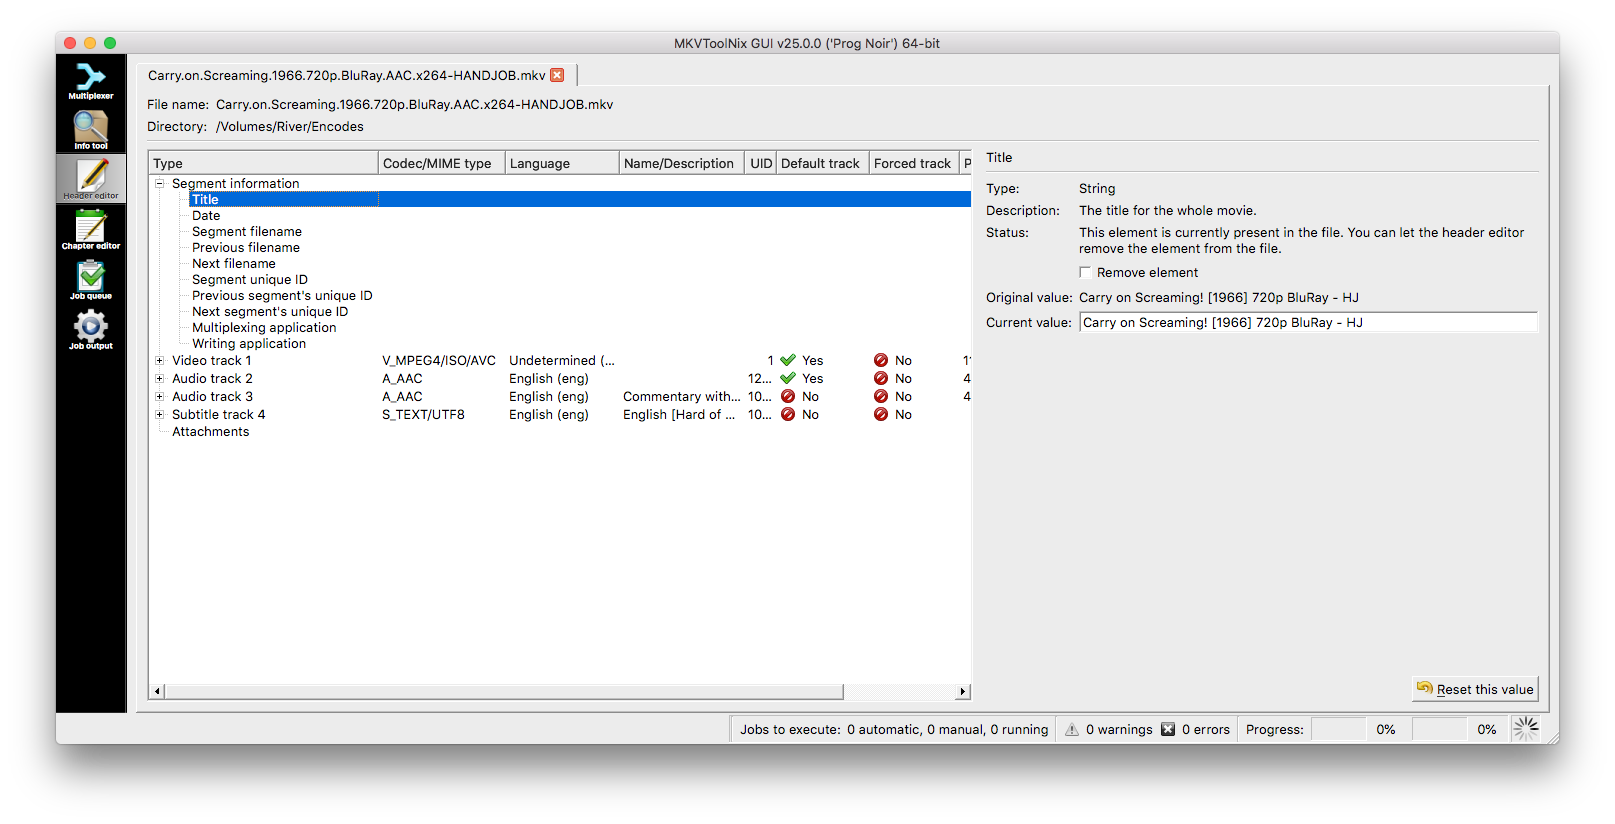 MKVToolNix GUI v25.0.0 ('Prog Noir') 64-bit
Multiplexer
Info tool
Header editor
Chapter editor
Job queue
Job output
Carry.on.Screaming.1966.720p.BluRay.AAC.x264-HANDJOB.mkv
File name: Carry.on.Screaming.1966.720p.BluRay.AAC.x264-HANDJOB.mkv
Directory: /Volumes/River/Encodes
Type Codec/MIME type Language Name/Description UID Default track Forced track P
Segment information
Title
Date
Segment filename
Previous filename
Next filename
Segment unique ID
Previous segment's unique ID
Next segment's unique ID
Multiplexing application
Writing application
Video track 1 V_MPEG4/ISO/AVC Undetermined (... 1 Yes No 1
Audio track 2 A_AAC English (eng) 12... Yes No 4
Audio track 3 A_AAC English (eng) Commentary with... 10... No No 4
Subtitle track 4 S_TEXT/UTF8 English (eng) English [Hard of ... 10... No No
Attachments
Title
Type: String
Description: The title for the whole movie.
Status: This element is currently present in the file. You can let the header editor
remove the element from the file.
Remove element
Original value: Carry on Screaming! [1966] 720p BluRay - HJ
Current value: Carry on Screaming! [1966] 720p BluRay - HJ
Reset this value
Jobs to execute: 0 automatic, 0 manual, 0 running 0 warnings 0 errors Progress: 0% 0%